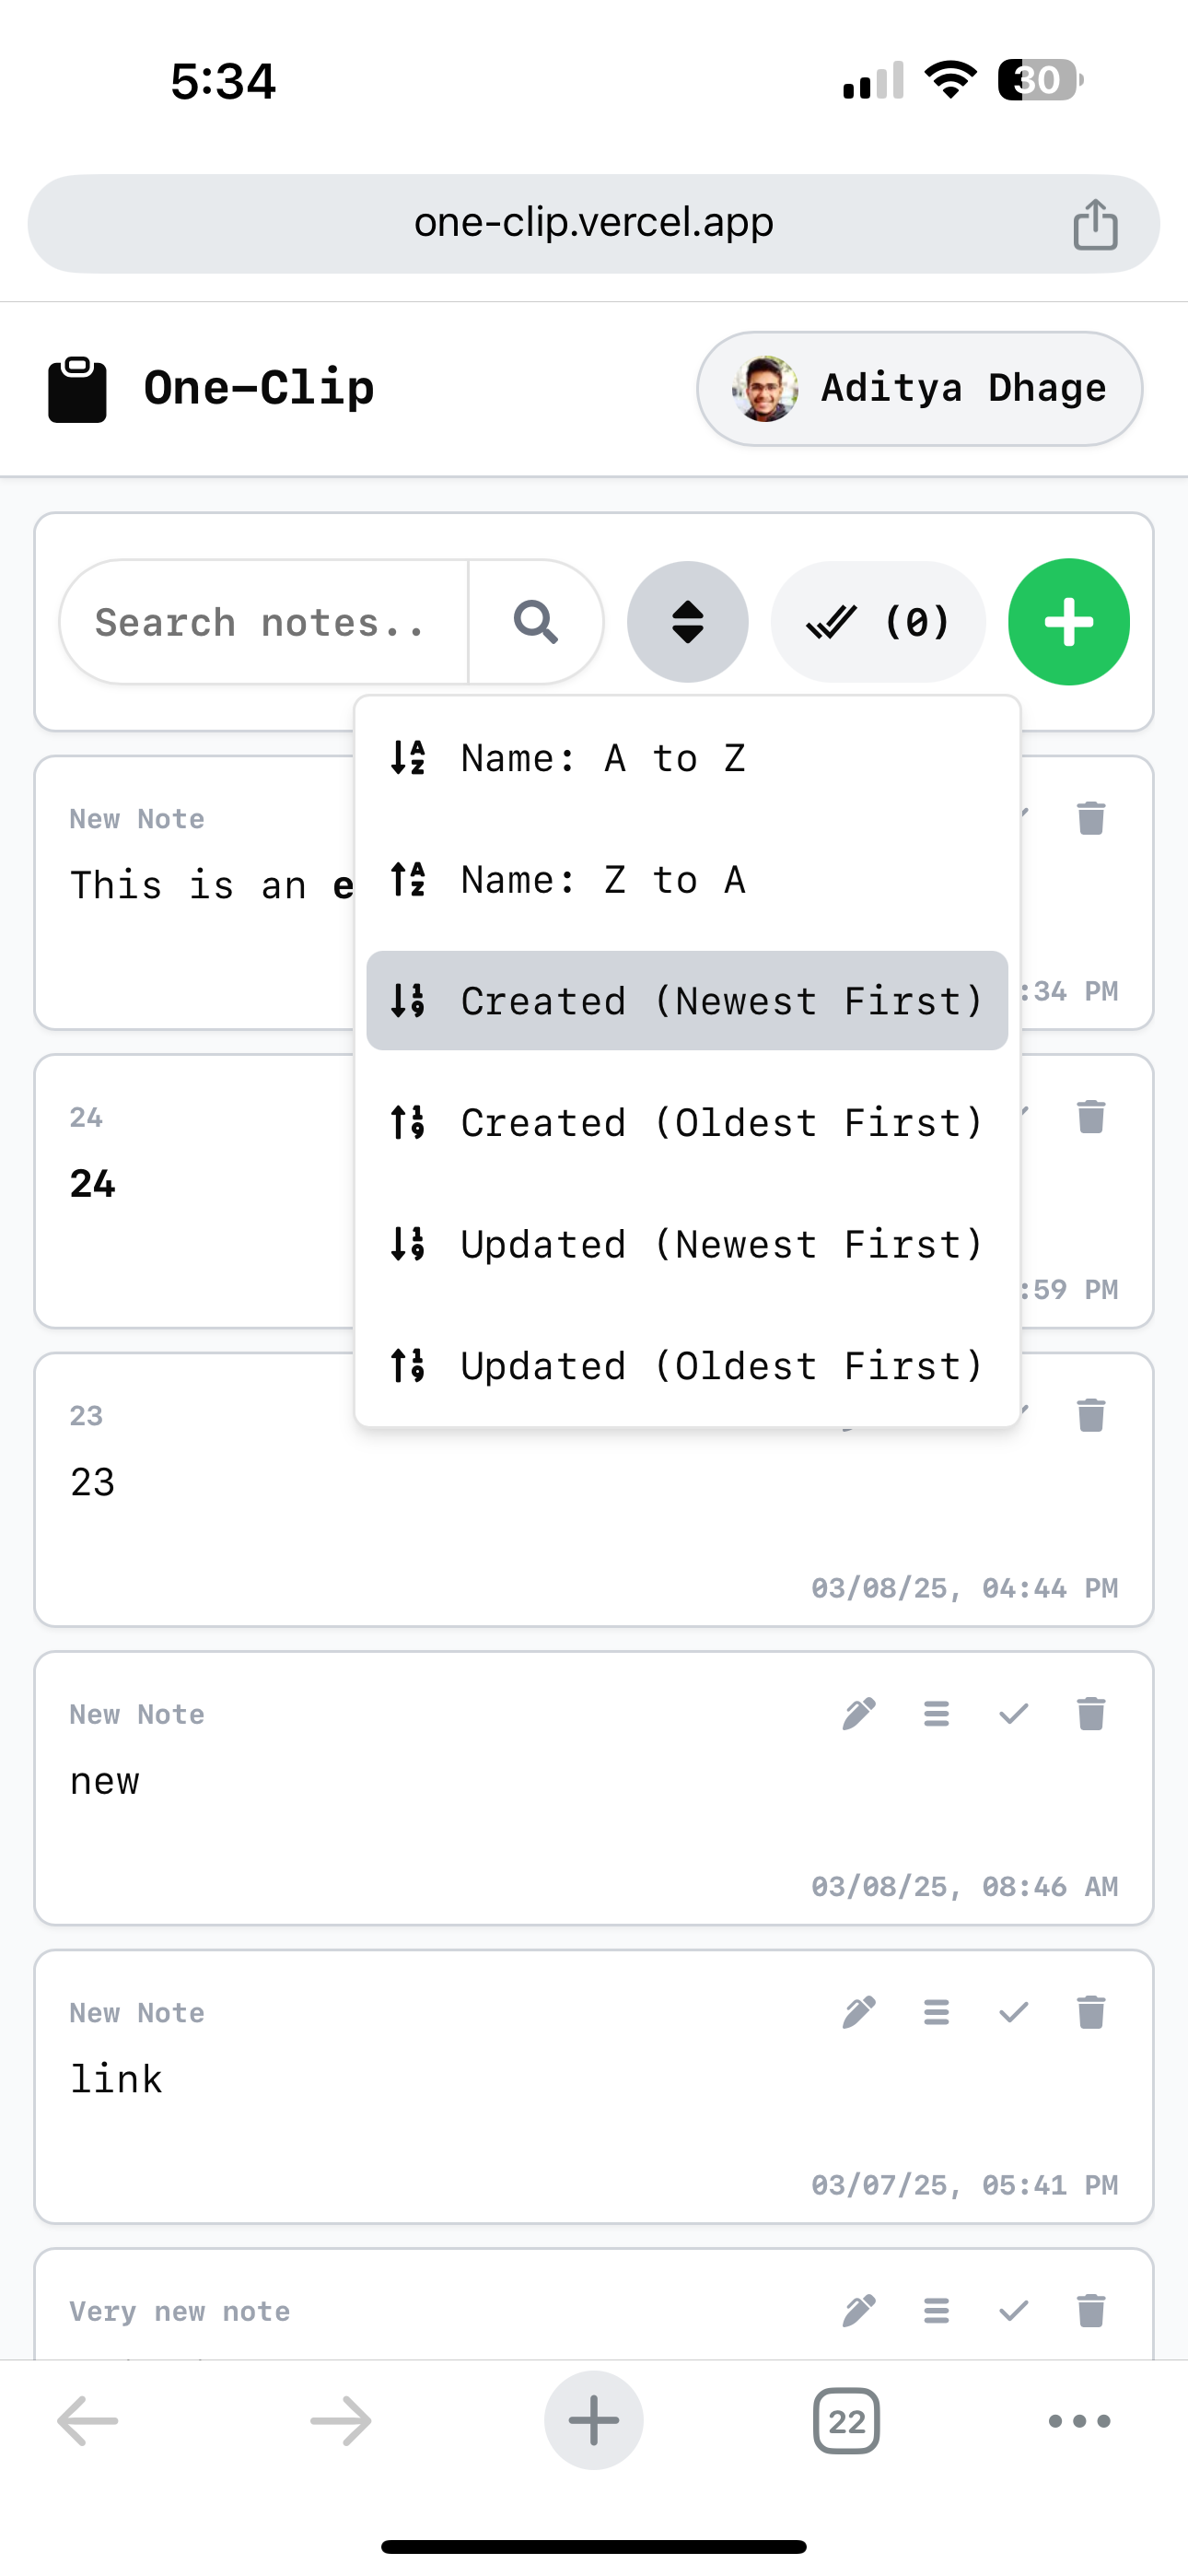 5:34
30
one-clip.vercel.app
One-Clip
Aditya Dhage
Search notes..
(0)
Name: A to Z
Name: Z to A
Created (Newest First)
Created (Oldest First)
Updated (Newest First)
Updated (Oldest First)
New Note
This is an e
:34 PM
24
24
:59 PM
23
23
03/08/25, 04:44 PM
New Note
new
03/08/25, 08:46 AM
New Note
link
03/07/25, 05:41 PM
Very new note
22